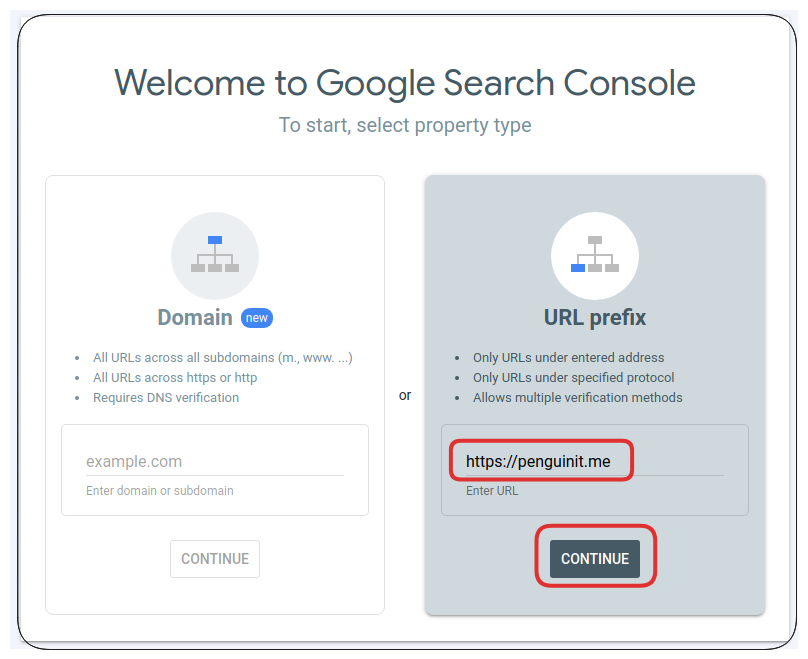 Welcome to Google Search Console
To start, select property type
Domain new
All URLs across all subdomains (m., www. ...)
All URLs across https or http
Requires DNS verification
example.com
Enter domain or subdomain
CONTINUE
or
URL prefix
Only URLs under entered address
Only URLs under specified protocol
Allows multiple verification methods
https://penguinit.me
Enter URL
CONTINUE